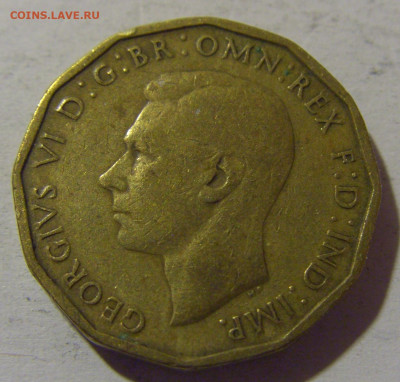 COINS.LAVE.RU
GEORGIVS VI D:G:BR:OMN:REX F:D:IND:IMP.